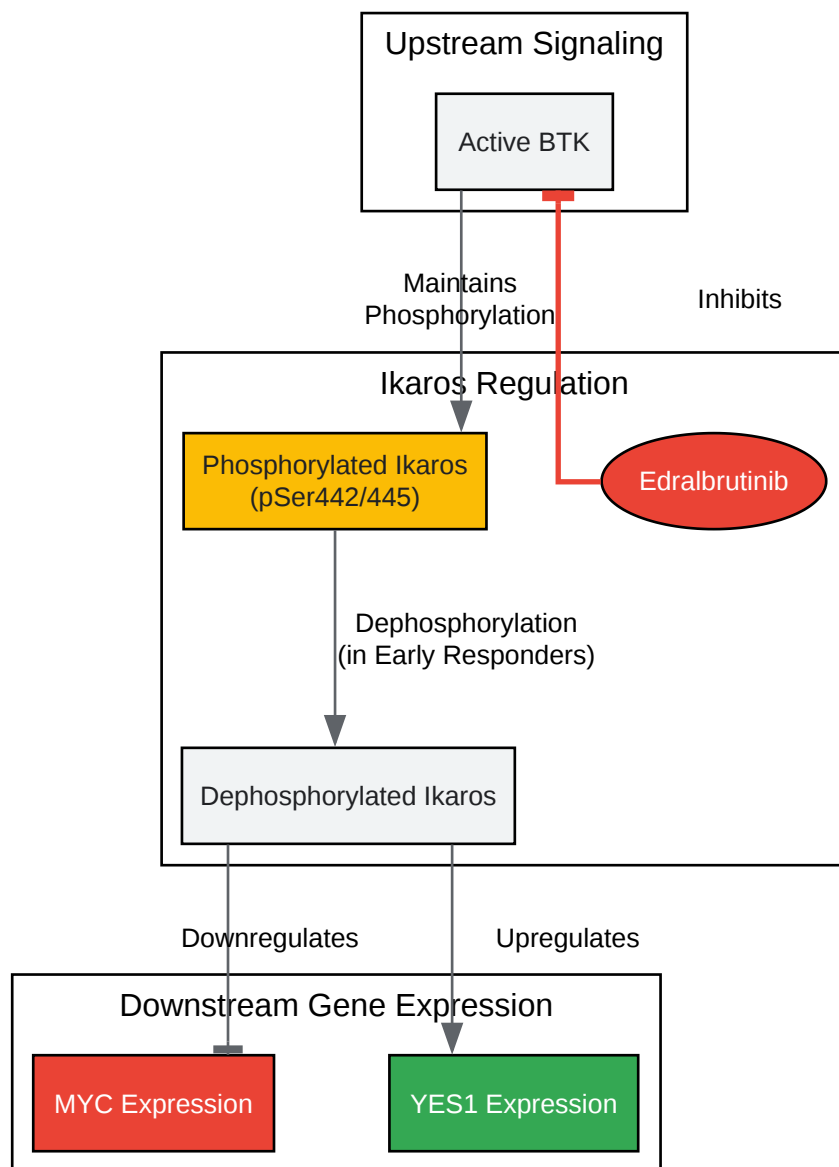 Upstream Signaling
Active BTK
Maintains
Phosphorylation
Inhibits
Ikaros Regulation
Phosphorylated Ikaros
(pSer442/445)
Edralbrutinib
Dephosphorylation
(in Early Responders)
Dephosphorylated Ikaros
Downregulates
Upregulates
Downstream Gene Expression
MYC Expression
YES1 Expression